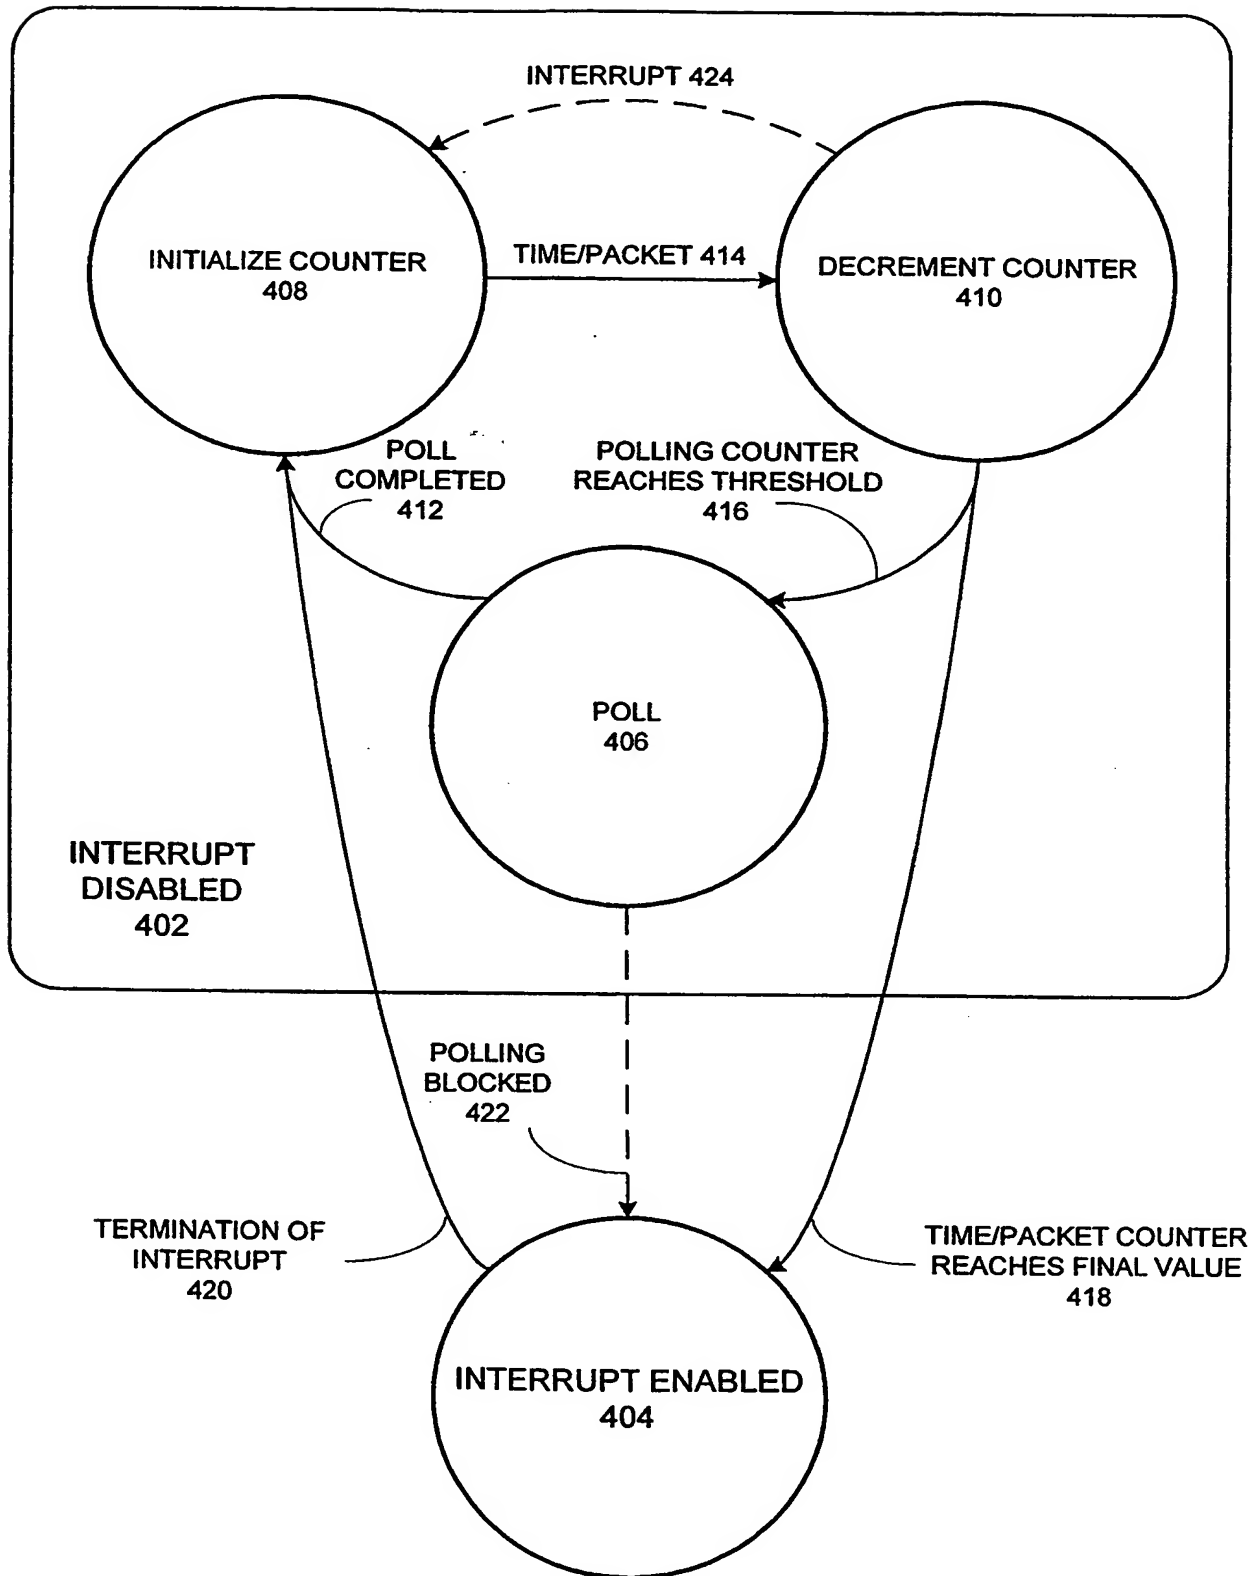 INTERRUPT 424
INITIALIZE COUNTER
408
TIME/PACKET 414
DECREMENT COUNTER
410
POLL
COMPLETED
412
POLLING COUNTER
REACHES THRESHOLD
416
POLL
406
INTERRUPT
DISABLED
402
POLLING
BLOCKED
422
TERMINATION OF
INTERRUPT
420
TIME/PACKET COUNTER
REACHES FINAL VALUE
418
INTERRUPT ENABLED
404